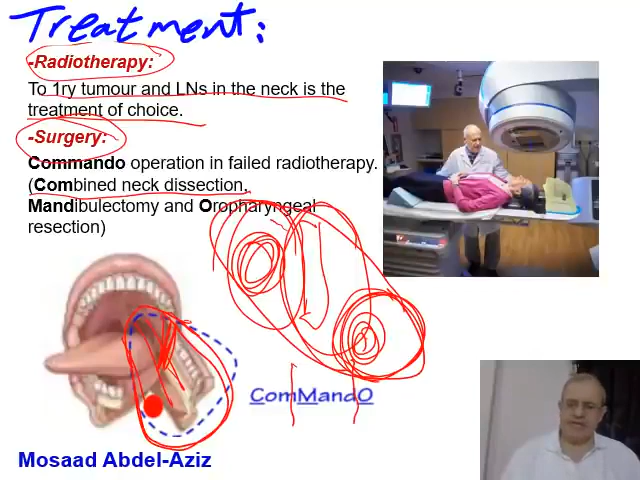 Treatment:
-Radiotherapy:
To 1ry tumour and LNs in the neck is the
treatment of choice.
-Surgery:
Commando operation in failed radiotherapy.
(Combined neck dissection,
Mandibulectomy and Oropharyngeal
resection)
ComMandO
Mosaad Abdel-Aziz